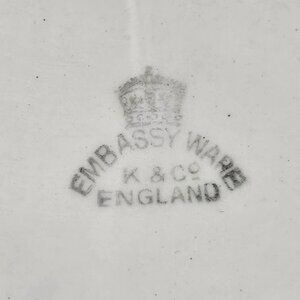 EMBASSY WARE
K & Co
ENGLAND